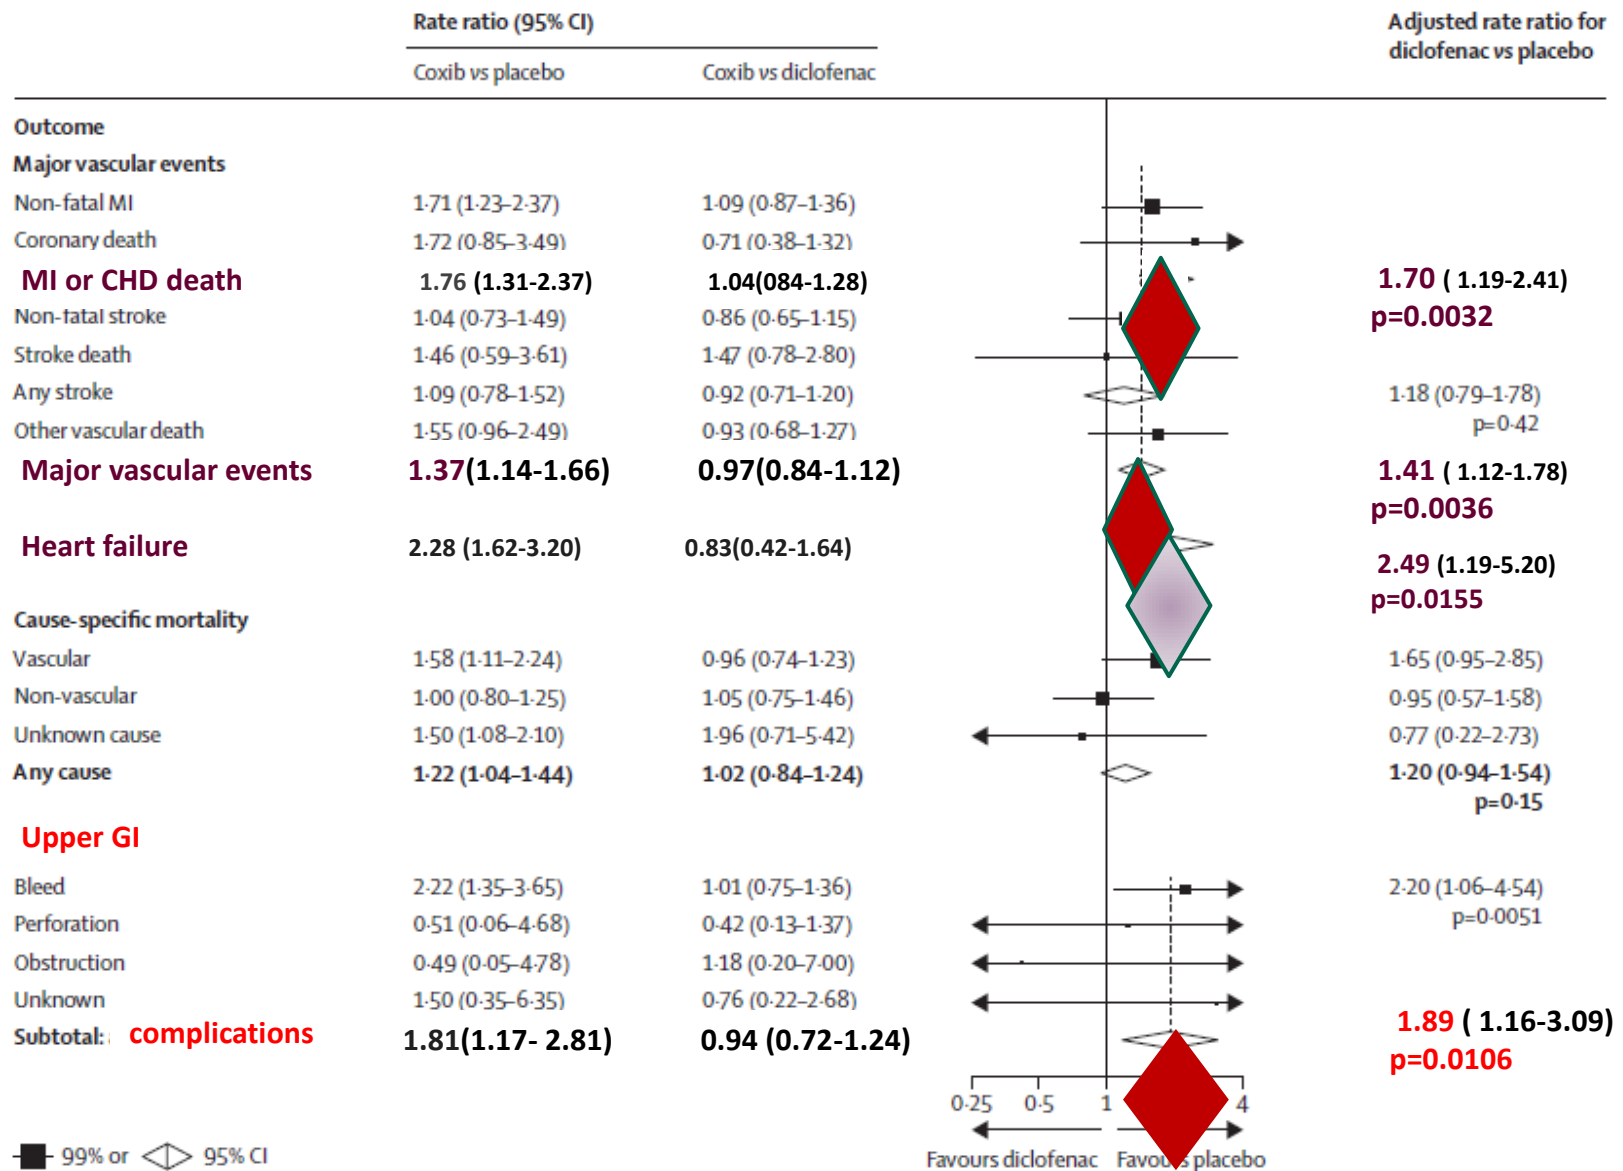 Rate ratio (95% CI)
Adjusted rate ratio for
diclofenac vs placebo
Coxib vs placebo Coxib vs diclofenac
Outcome
Major vascular events
Non-fatal MI 1·71 (1·23–2·37) 1·09 (0·87–1·36)
Coronary death 1·72 (0·85–3·49) 0·71 (0·38–1·32)
MI or CHD death 1.76 (1.31-2.37) 1.04(084-1.28) 1.70 ( 1.19-2.41)
p=0.0032
Non-fatal stroke 1·04 (0·73–1·49) 0·86 (0·65–1·15)
Stroke death 1·46 (0·59–3·61) 1·47 (0·78–2·80)
Any stroke 1·09 (0·78–1·52) 0·92 (0·71–1·20) 1·18 (0·79–1·78)
p=0·42
Other vascular death 1·55 (0·96–2·49) 0·93 (0·68–1·27)
Major vascular events 1.37(1.14-1.66) 0.97(0.84-1.12) 1.41 ( 1.12-1.78)
p=0.0036
Heart failure 2.28 (1.62-3.20) 0.83(0.42-1.64) 2.49 (1.19-5.20)
p=0.0155
Cause-specific mortality
Vascular 1·58 (1·11–2·24) 0·96 (0·74–1·23) 1·65 (0·95–2·85)
Non-vascular 1·00 (0·80–1·25) 1·05 (0·75–1·46) 0·95 (0·57–1·58)
Unknown cause 1·50 (1·08–2·10) 1·96 (0·71–5·42) 0·77 (0·22–2·73)
Any cause 1·22 (1·04–1·44) 1·02 (0·84–1·24) 1·20 (0·94–1·54)
p=0·15
Upper GI
Bleed 2·22 (1·35–3·65) 1·01 (0·75–1·36) 2·20 (1·06–4·54)
p=0·0051
Perforation 0·51 (0·06–4·68) 0·42 (0·13–1·37)
Obstruction 0·49 (0·05–4·78) 1·18 (0·20–7·00)
Unknown 1·50 (0·35–6·35) 0·76 (0·22–2·68)
Subtotal: complications 1.81(1.17- 2.81) 0.94 (0.72-1.24) 1.89 ( 1.16-3.09)
p=0.0106
0·25 0·5 1 4
99% or 95% CI
Favours diclofenac Favours placebo